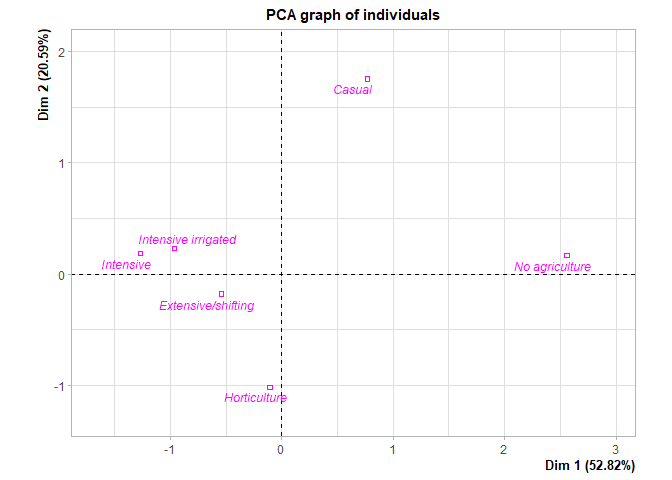 PCA graph of individuals
Dim 2 (20.59%)
2
1
0
-1
Casual
Intensive irrigated
Intensive
No agriculture
Extensive/shifting
Horticulture
-1
0
1
2
3
Dim 1 (52.82%)